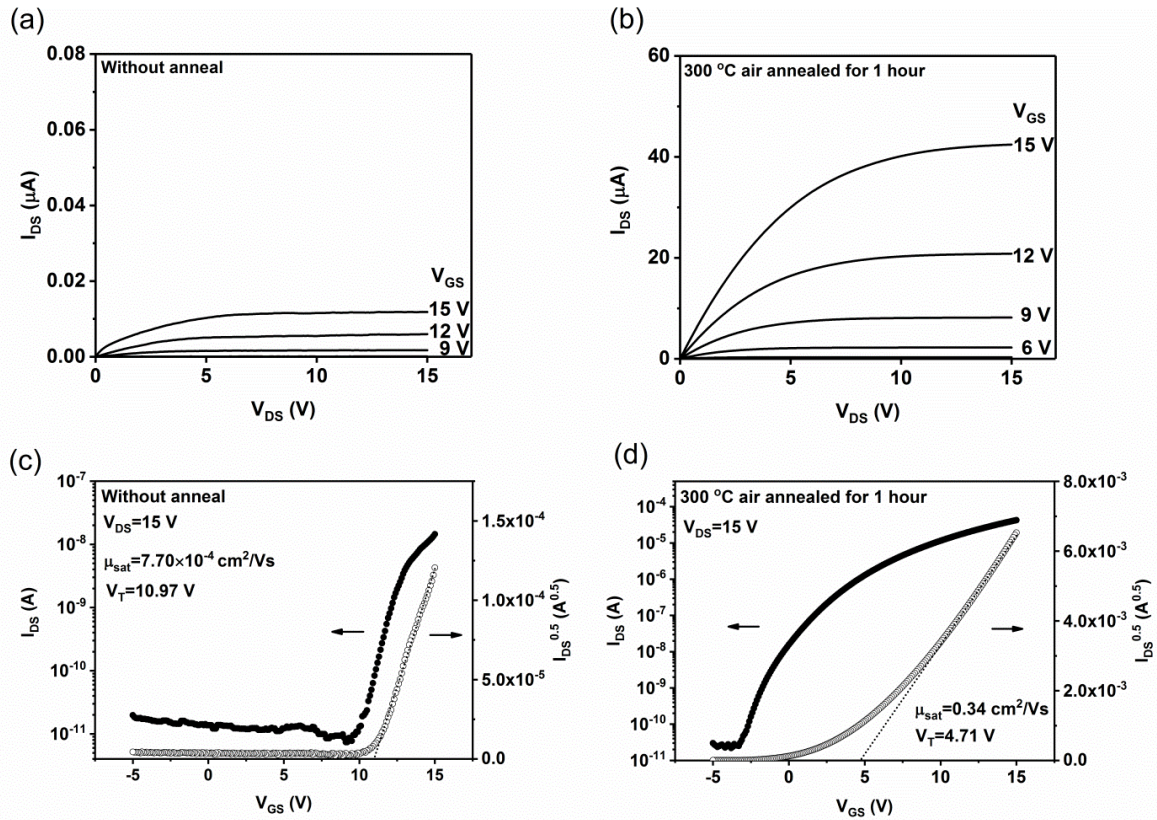 (a)
Without anneal
0.08
0.06
0.04
0.02
0.00
I_DS (μA)
V_GS
15 V
12 V
9 V
0 5 10 15
V_DS (V)
(b)
300 °C air annealed for 1 hour
60
40
20
0
I_DS (μA)
V_GS
15 V
12 V
9 V
6 V
0 5 10 15
V_DS (V)
(c)
Without anneal
V_DS=15 V
μ_sat=7.70×10⁻⁴ cm²/Vs
V_T=10.97 V
10⁻⁷
10⁻⁸
10⁻⁹
10⁻¹⁰
10⁻¹¹
I_DS (A)
1.5x10⁻⁴
1.0x10⁻⁴
5.0x10⁻⁵
0.0
I_DS^0.5 (A^0.5)
-5 0 5 10 15
V_GS (V)
(d)
300 °C air annealed for 1 hour
V_DS=15 V
10⁻⁴
10⁻⁵
10⁻⁶
10⁻⁷
10⁻⁸
10⁻⁹
10⁻¹⁰
10⁻¹¹
I_DS (A)
8.0x10⁻³
6.0x10⁻³
4.0x10⁻³
2.0x10⁻³
0.0
I_DS^0.5 (A^0.5)
μ_sat=0.34 cm²/Vs
V_T=4.71 V
-5 0 5 10 15
V_GS (V)